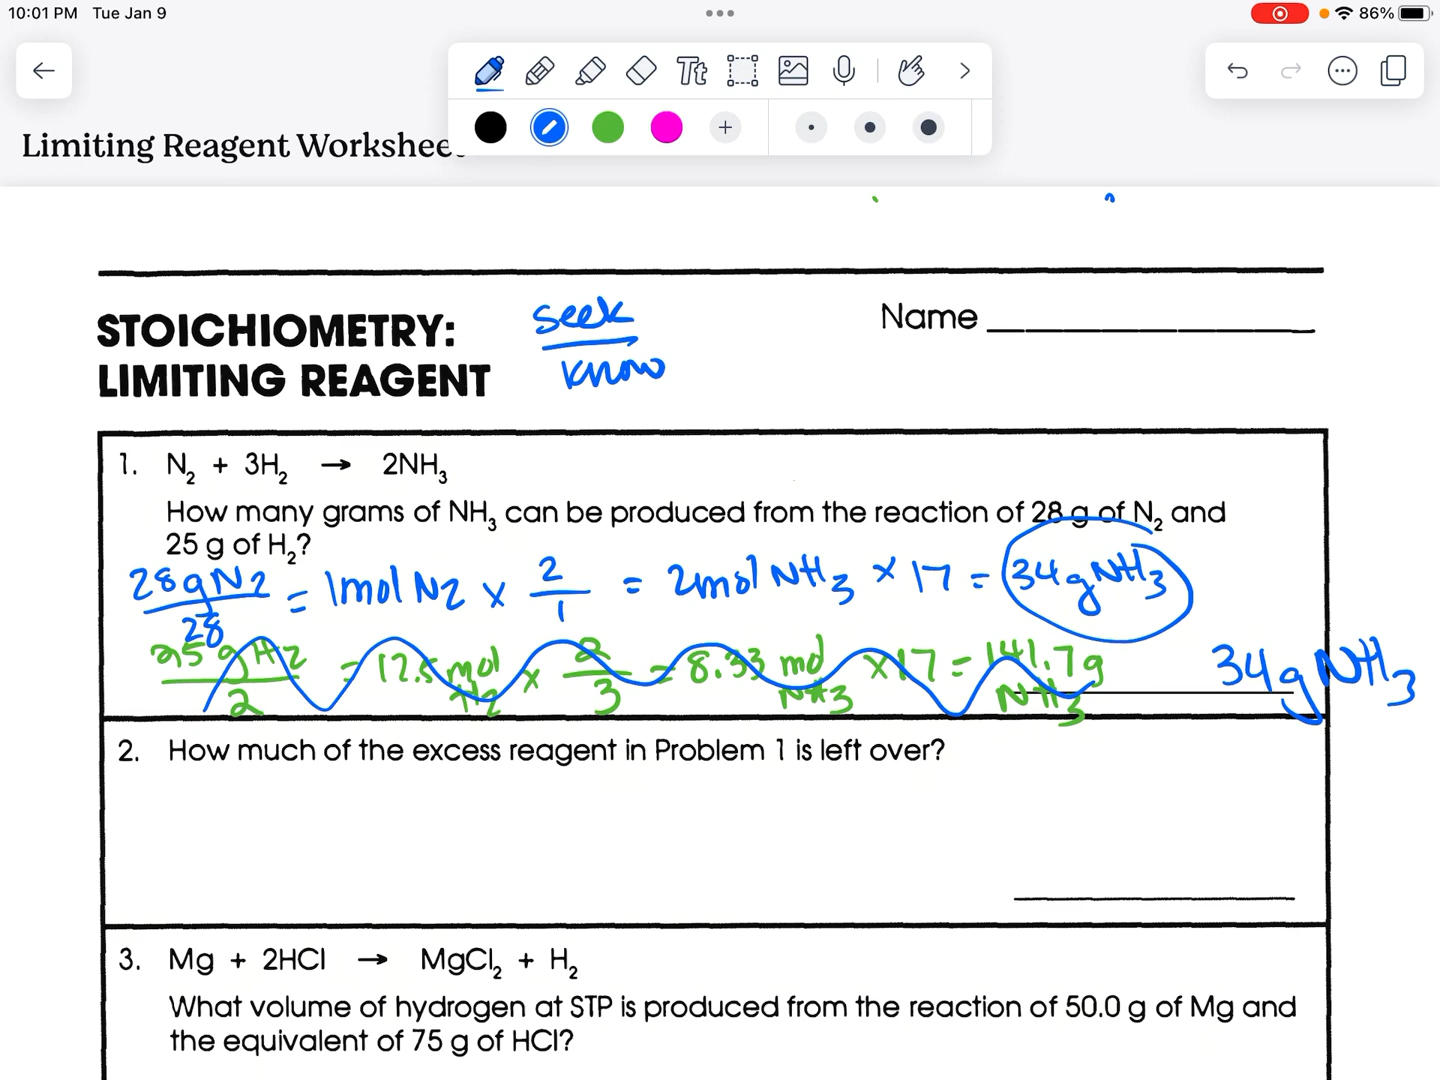 10:01 PM Tue Jan 9
86%
Tt
Limiting Reagent Workshee
STOICHIOMETRY:
LIMITING REAGENT
seek
know
Name
1. N₂ + 3H₂ → 2NH₃
How many grams of NH₃ can be produced from the reaction of 28 g of N₂ and
25 g of H₂?
28gN2/28 = 1mol N2 × 2/1 = 2mol NH₃ × 17 = 34gNH₃
25gH2/2 = 12.5 mol H2 × 2/3 = 8.33 mol NH3 × 17 = 141.7g NH3
34gNH₃
2. How much of the excess reagent in Problem 1 is left over?
3. Mg + 2HCl → MgCl₂ + H₂
What volume of hydrogen at STP is produced from the reaction of 50.0 g of Mg and
the equivalent of 75 g of HCl?